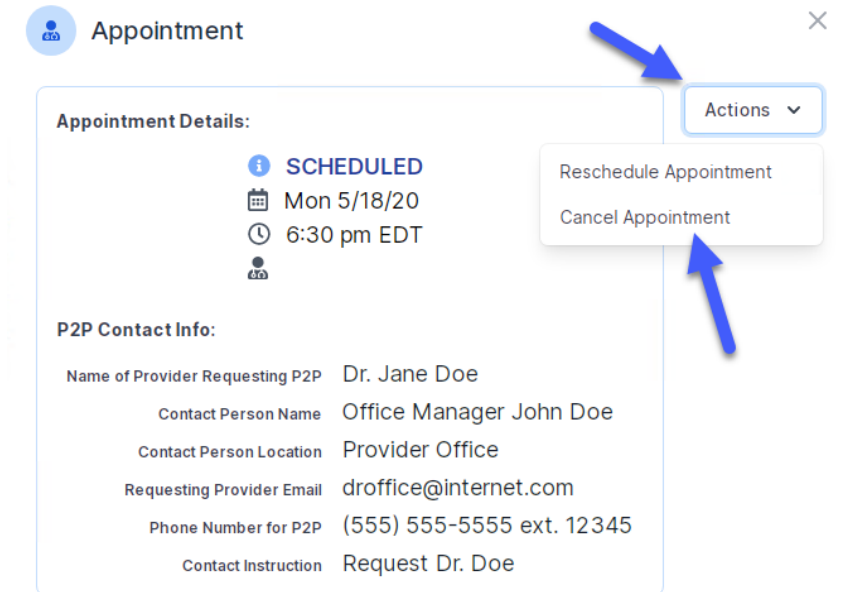 Appointment
Actions
Reschedule Appointment
Cancel Appointment
Appointment Details:
SCHEDULED
Mon 5/18/20
6:30 pm EDT
P2P Contact Info:
Name of Provider Requesting P2P Dr. Jane Doe
Contact Person Name Office Manager John Doe
Contact Person Location Provider Office
Requesting Provider Email droffice@internet.com
Phone Number for P2P (555) 555-5555 ext. 12345
Contact Instruction Request Dr. Doe